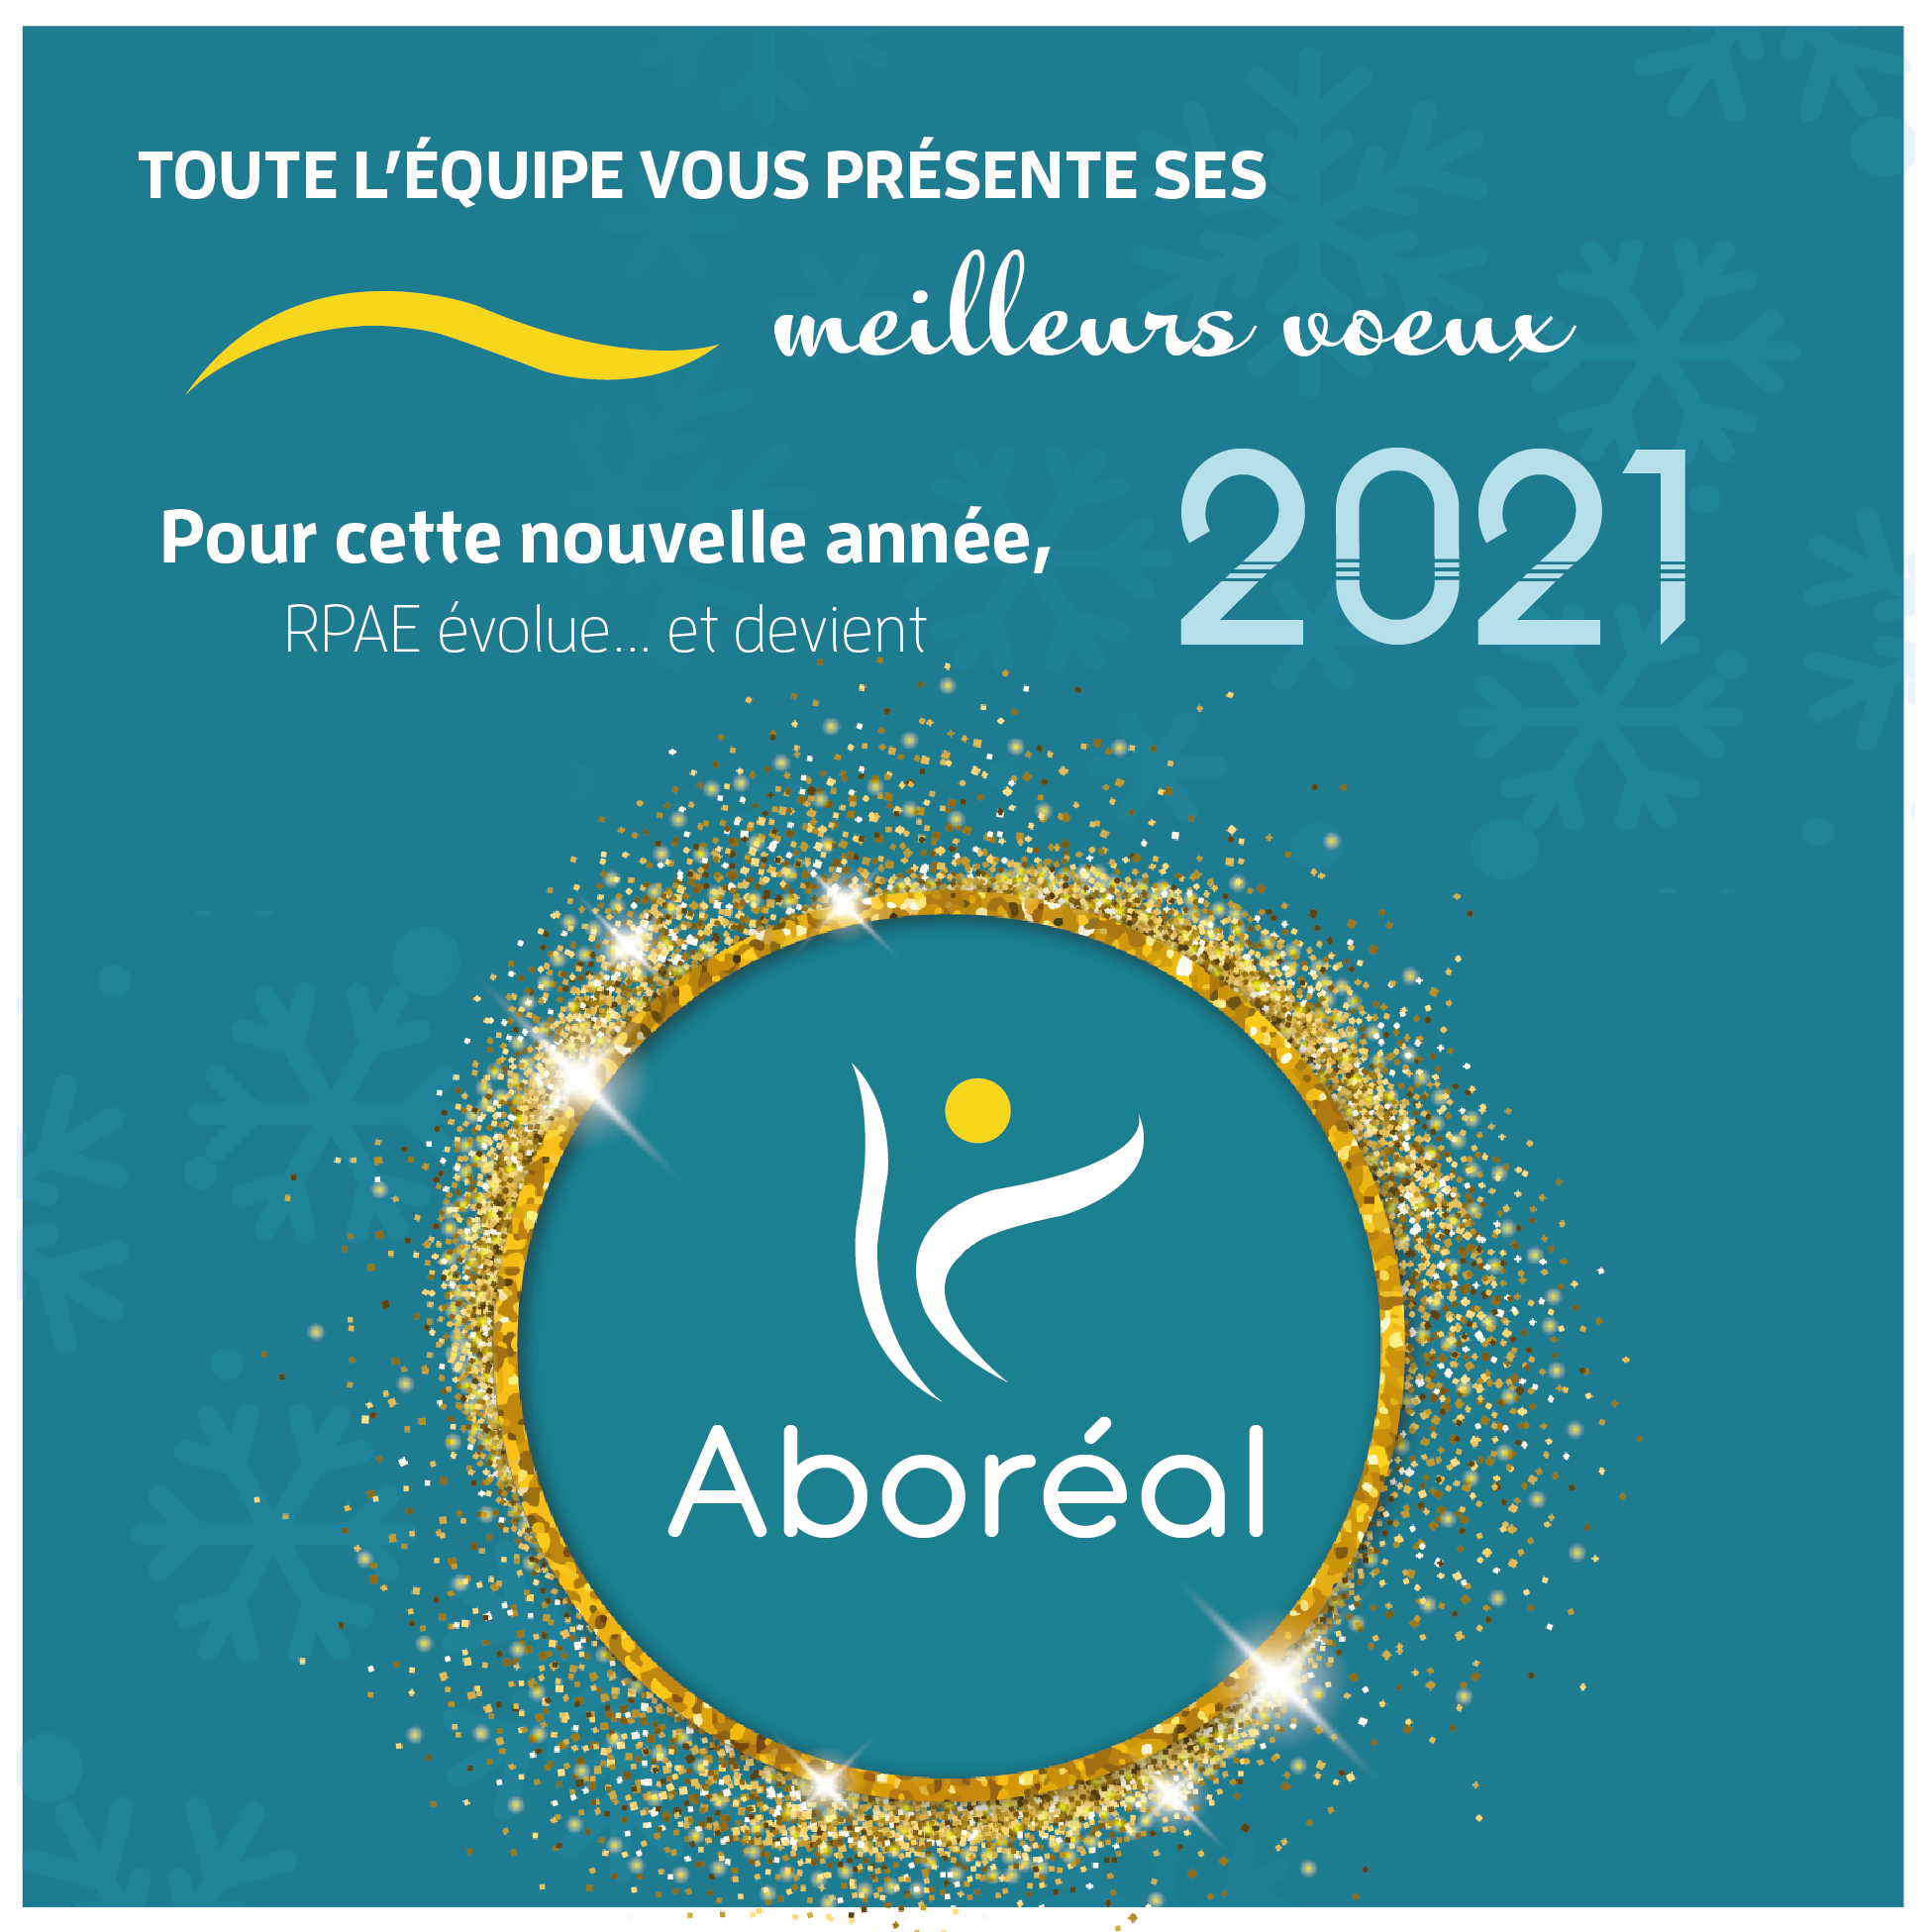 TOUTE L'ÉQUIPE VOUS PRÉSENTE SES
meilleurs voeux
2021
Pour cette nouvelle année,
RPAE évolue... et devient
Aboréal